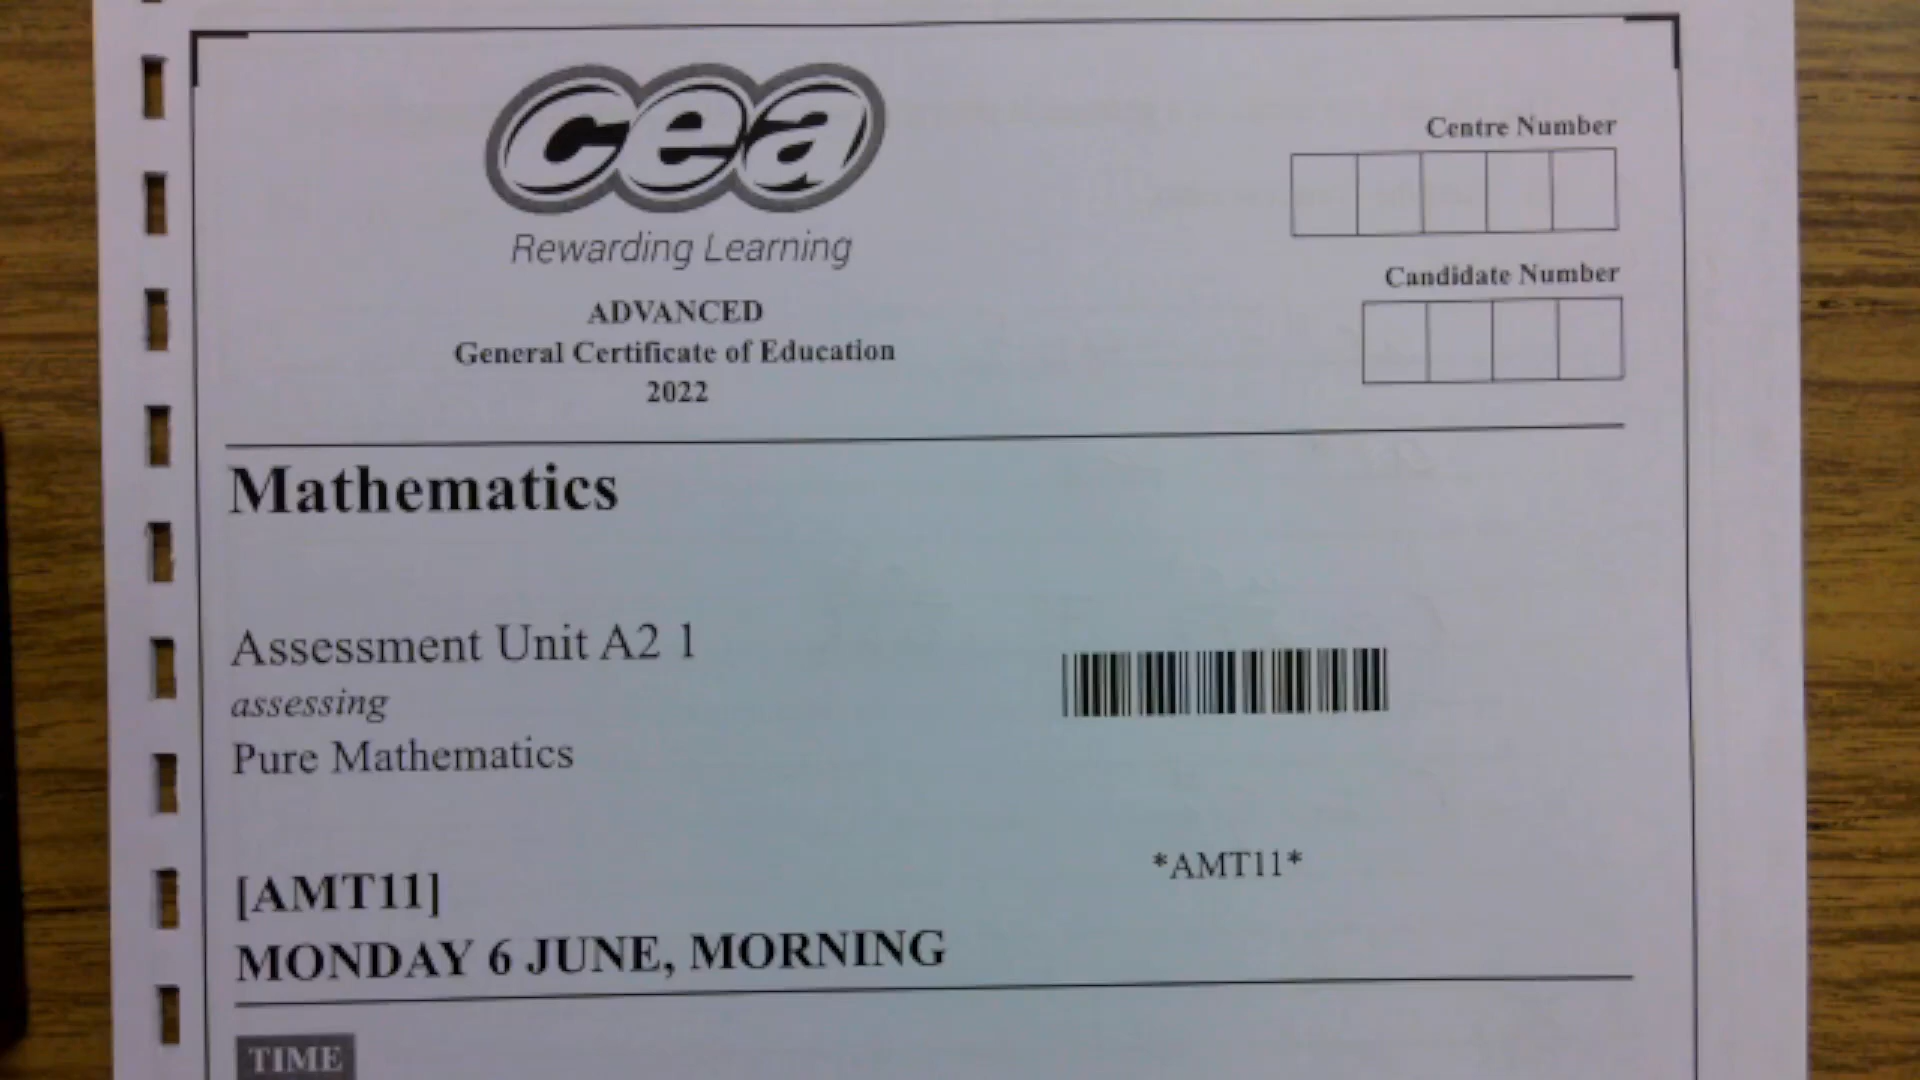 cea
Rewarding Learning
ADVANCED
General Certificate of Education
2022
Centre Number
Candidate Number
Mathematics
Assessment Unit A2 1
assessing
Pure Mathematics
*AMT11*
[AMT11]
MONDAY 6 JUNE, MORNING
TIME